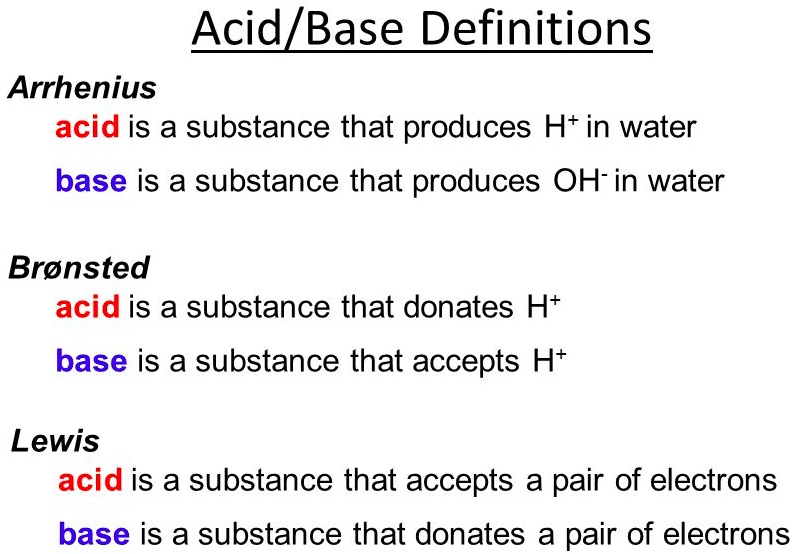 Acid/Base Definitions
Arrhenius
acid is a substance that produces H⁺ in water
base is a substance that produces OH⁻ in water
Brønsted
acid is a substance that donates H⁺
base is a substance that accepts H⁺
Lewis
acid is a substance that accepts a pair of electrons
base is a substance that donates a pair of electrons